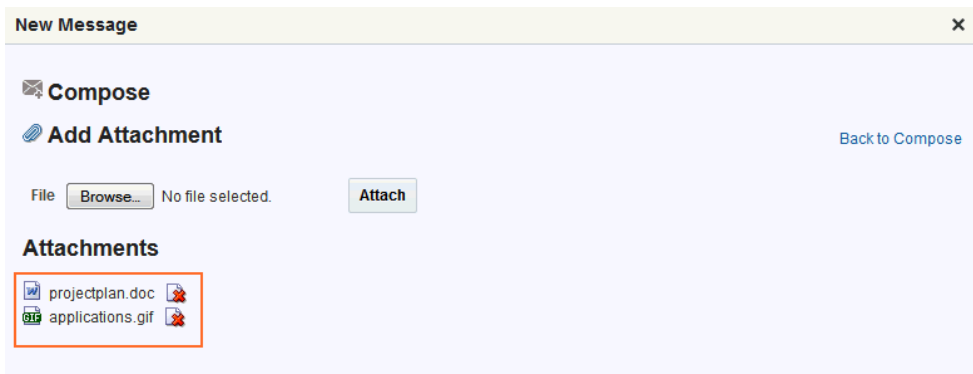 New Message
Compose
Add Attachment
Back to Compose
File Browse... No file selected. Attach
Attachments
projectplan.doc
GIF applications.gif